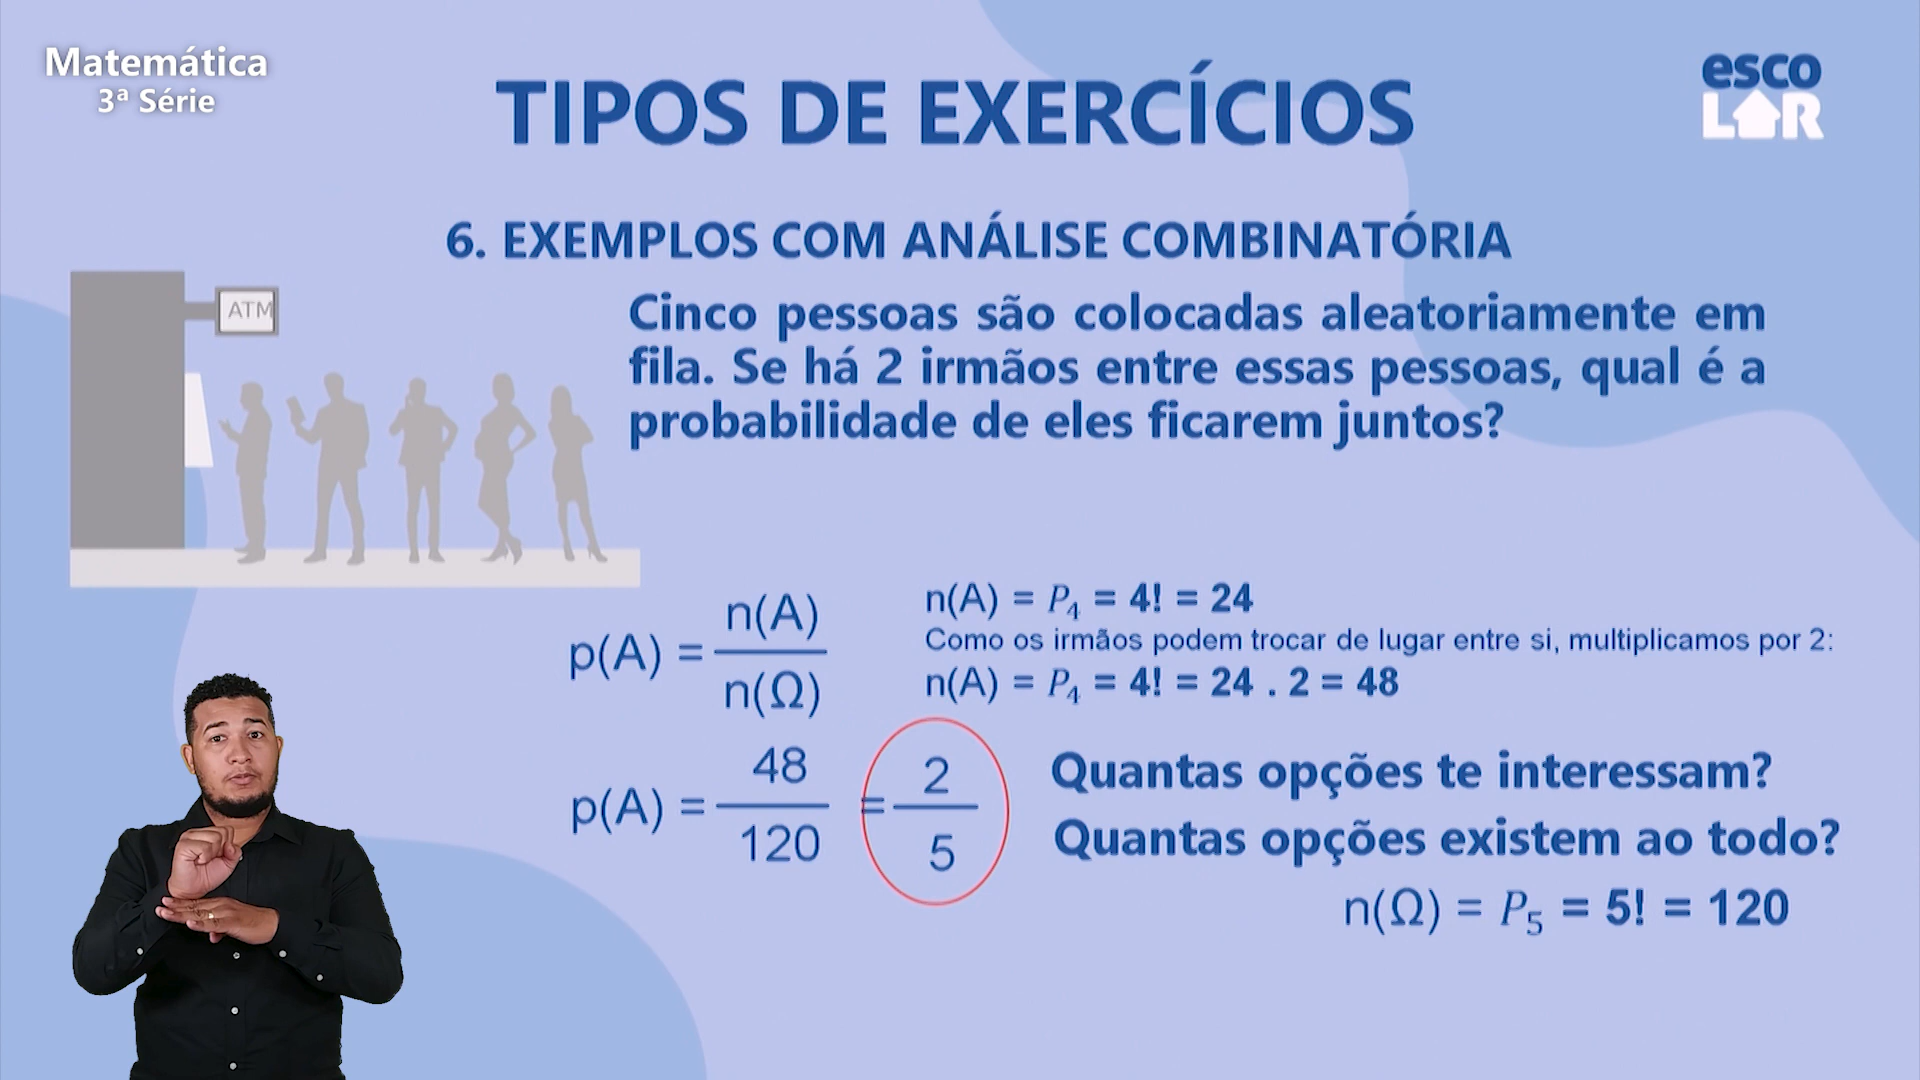 Matemática
3ª Série
TIPOS DE EXERCÍCIOS
esco
LAR
6. EXEMPLOS COM ANÁLISE COMBINATÓRIA
ATM
Cinco pessoas são colocadas aleatoriamente em
fila. Se há 2 irmãos entre essas pessoas, qual é a
probabilidade de eles ficarem juntos?
p(A) = n(A) / n(Ω)
n(A) = P₄ = 4! = 24
Como os irmãos podem trocar de lugar entre si, multiplicamos por 2:
n(A) = P₄ = 4! = 24 . 2 = 48
p(A) = 48 / 120 = 2 / 5
Quantas opções te interessam?
Quantas opções existem ao todo?
n(Ω) = P₅ = 5! = 120